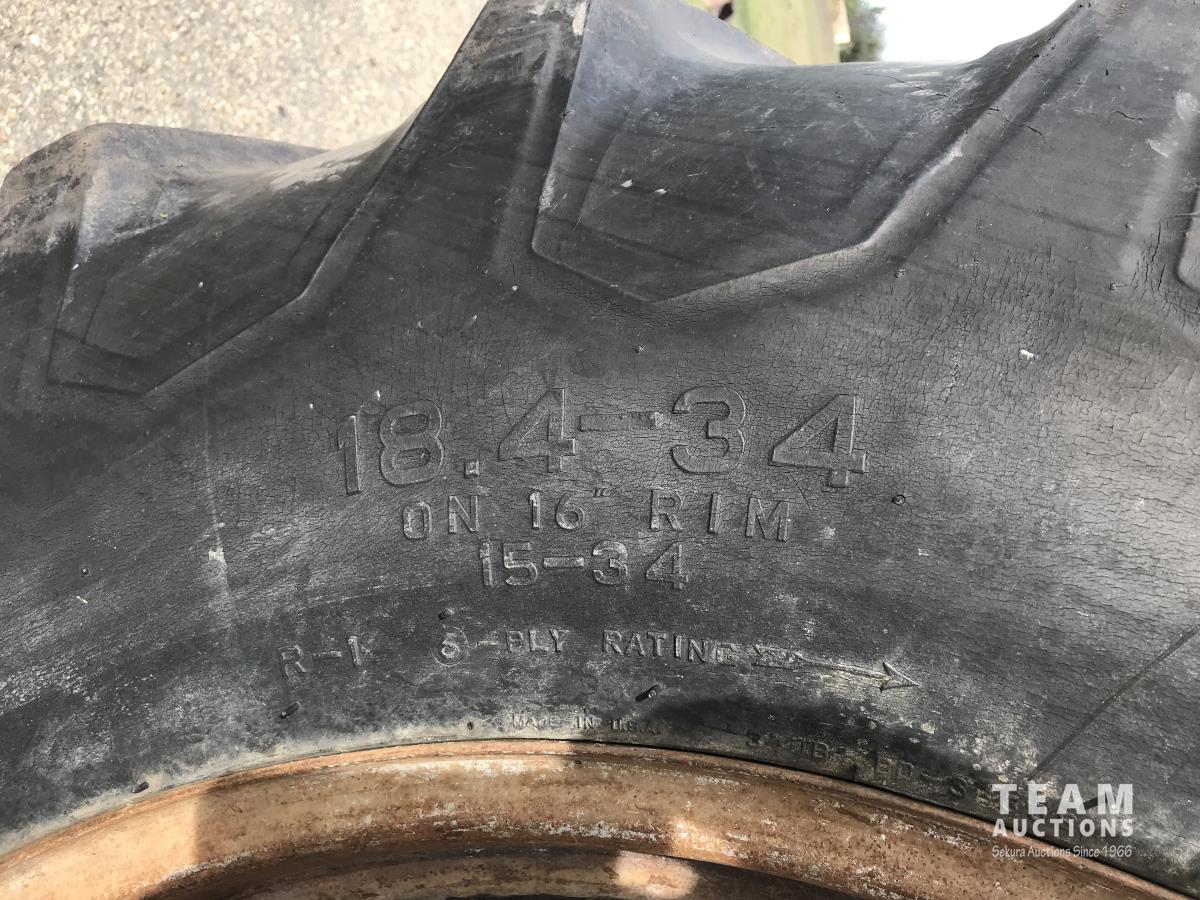 18.4-34
ON 16" RIM
15-34
R-1 6-PLY RATING
MADE IN U.S.A.
TEAM
AUCTIONS
Sekura Auctions Since 1966